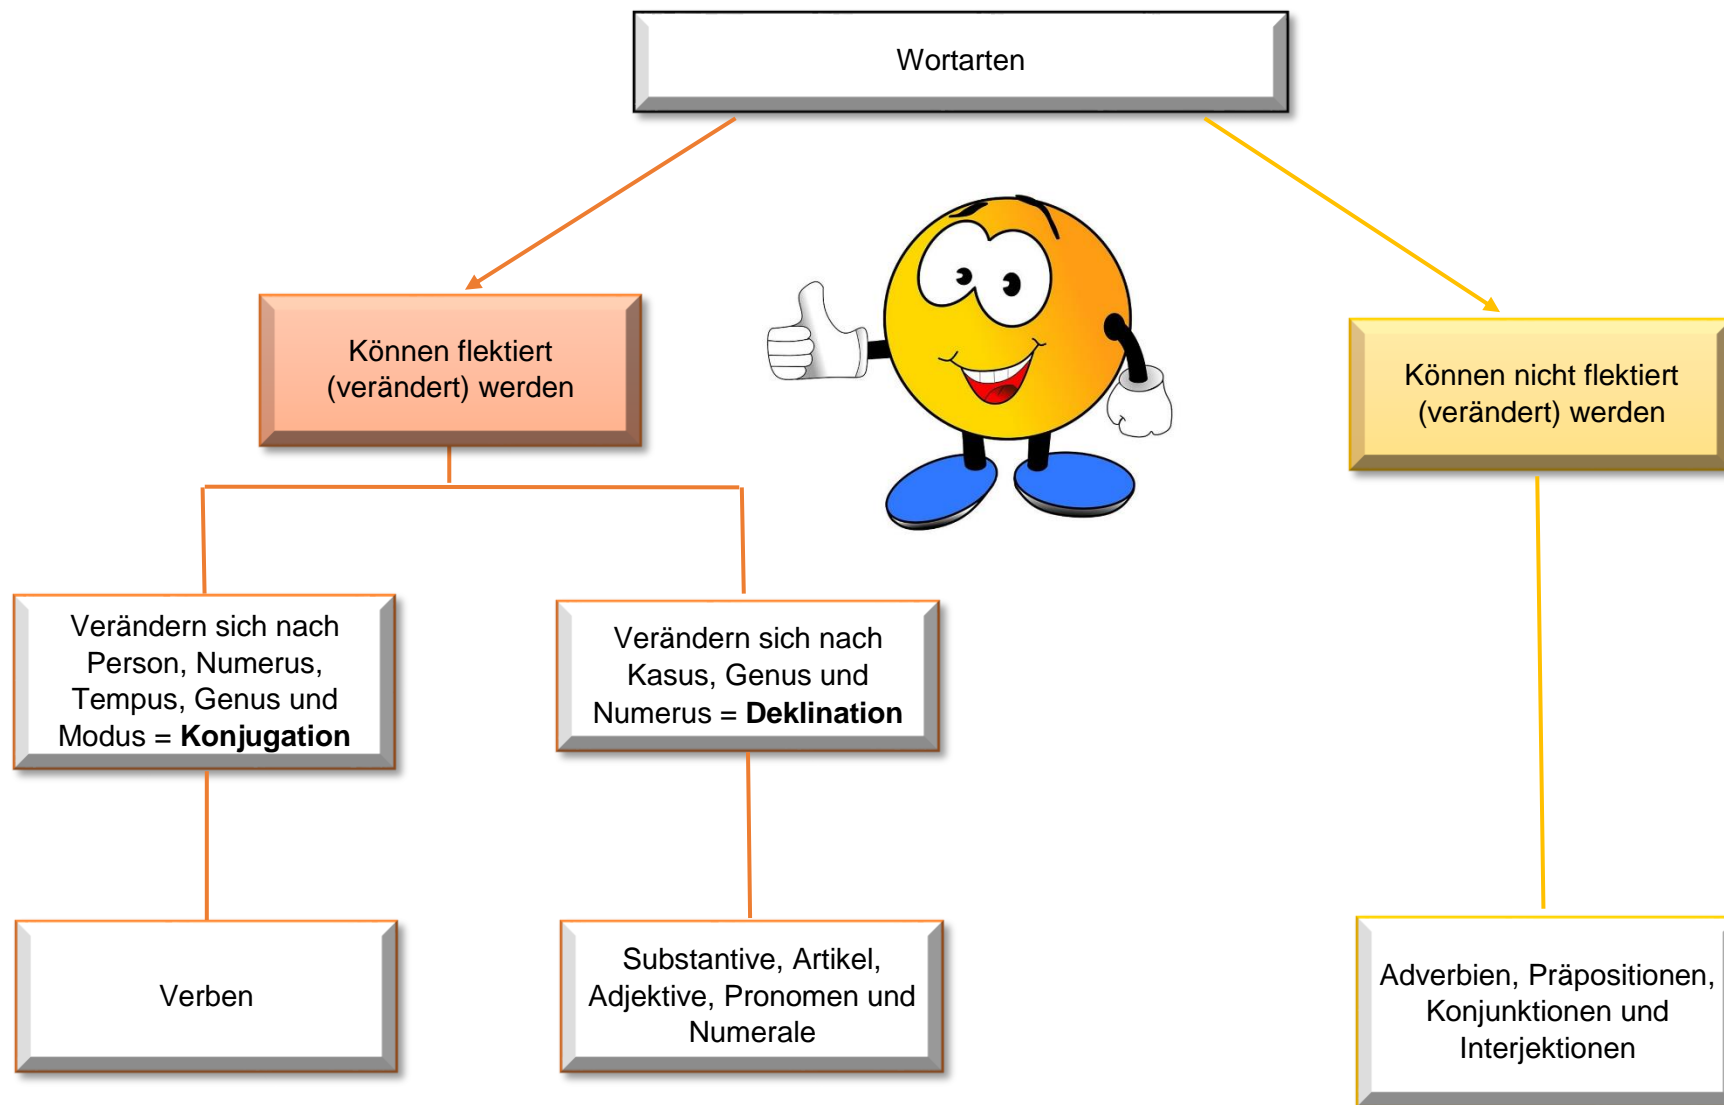 Wortarten
Können flektiert
(verändert) werden
Können nicht flektiert
(verändert) werden
Verändern sich nach
Person, Numerus,
Tempus, Genus und
Modus = Konjugation
Verändern sich nach
Kasus, Genus und
Numerus = Deklination
Verben
Substantive, Artikel,
Adjektive, Pronomen und
Numerale
Adverbien, Präpositionen,
Konjunktionen und
Interjektionen